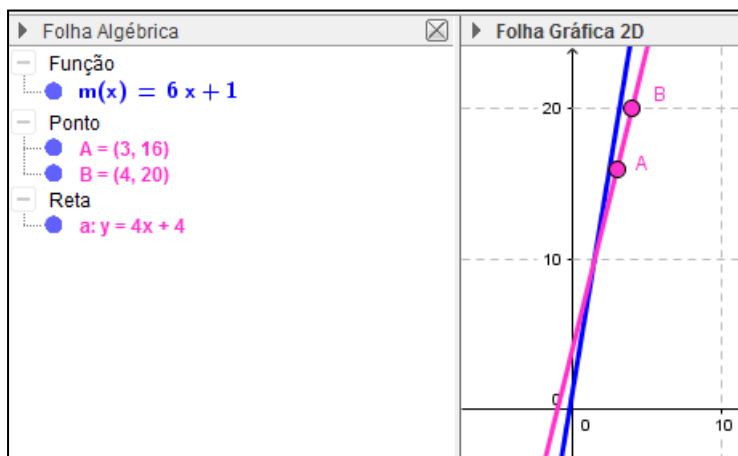 Folha Algébrica
Função
m(x) = 6 x + 1
Ponto
A = (3, 16)
B = (4, 20)
Reta
a: y = 4x + 4
Folha Gráfica 2D
20
B
A
10
0
0
10